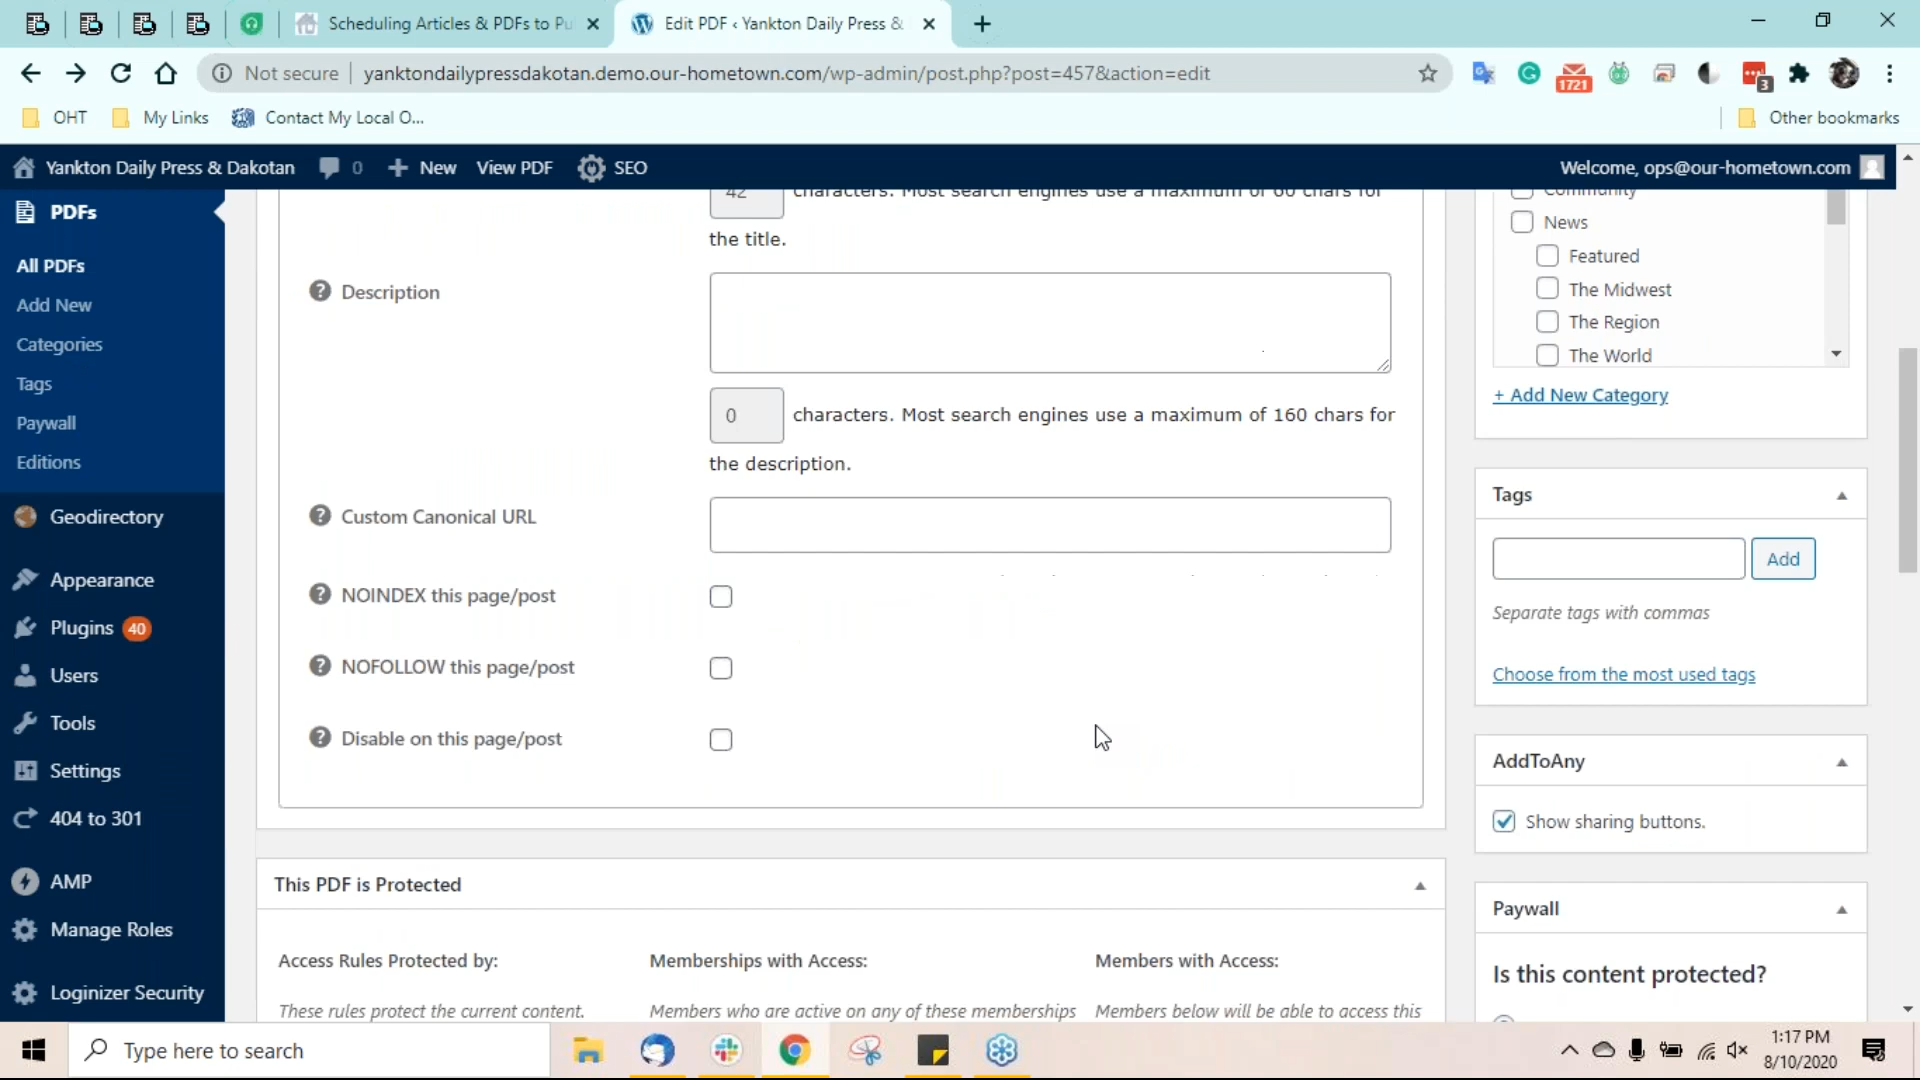 Scheduling Articles & PDFs to Pu
Edit PDF ‹ Yankton Daily Press &
Not secure
yanktondailypressdakotan.demo.our-hometown.com/wp-admin/post.php?post=457&action=edit
1721
3
OHT
My Links
Contact My Local O...
Other bookmarks
Yankton Daily Press & Dakotan
0
New
View PDF
SEO
Welcome, ops@our-hometown.com
PDFs
All PDFs
Add New
Categories
Tags
Paywall
Editions
Geodirectory
Appearance
Plugins 40
Users
Tools
Settings
404 to 301
AMP
Manage Roles
Loginizer Security
42 characters. Most search engines use a maximum of 60 chars for
the title.
Description
0 characters. Most search engines use a maximum of 160 chars for
the description.
Custom Canonical URL
NOINDEX this page/post
NOFOLLOW this page/post
Disable on this page/post
This PDF is Protected
Access Rules Protected by:
These rules protect the current content.
Memberships with Access:
Members who are active on any of these memberships
Members with Access:
Members below will be able to access this
Community
News
Featured
The Midwest
The Region
The World
+ Add New Category
Tags
Add
Separate tags with commas
Choose from the most used tags
AddToAny
Show sharing buttons.
Paywall
Is this content protected?
Type here to search
1:17 PM
8/10/2020